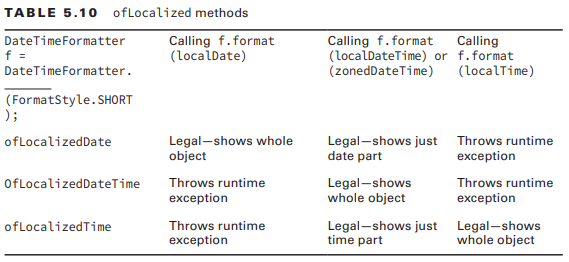 TABLE 5.10 ofLocalized methods
DateTimeFormatter Calling f.format Calling f.format Calling
f = (localDate) (localDateTime) or f.format
DateTimeFormatter. (zonedDateTime) (localTime)
______
(FormatStyle.SHORT
);
ofLocalizedDate Legal—shows whole Legal—shows just Throws runtime
object date part exception
OfLocalizedDateTime Throws runtime Legal—shows Throws runtime
exception whole object exception
ofLocalizedTime Throws runtime Legal—shows just Legal—shows
exception time part whole object